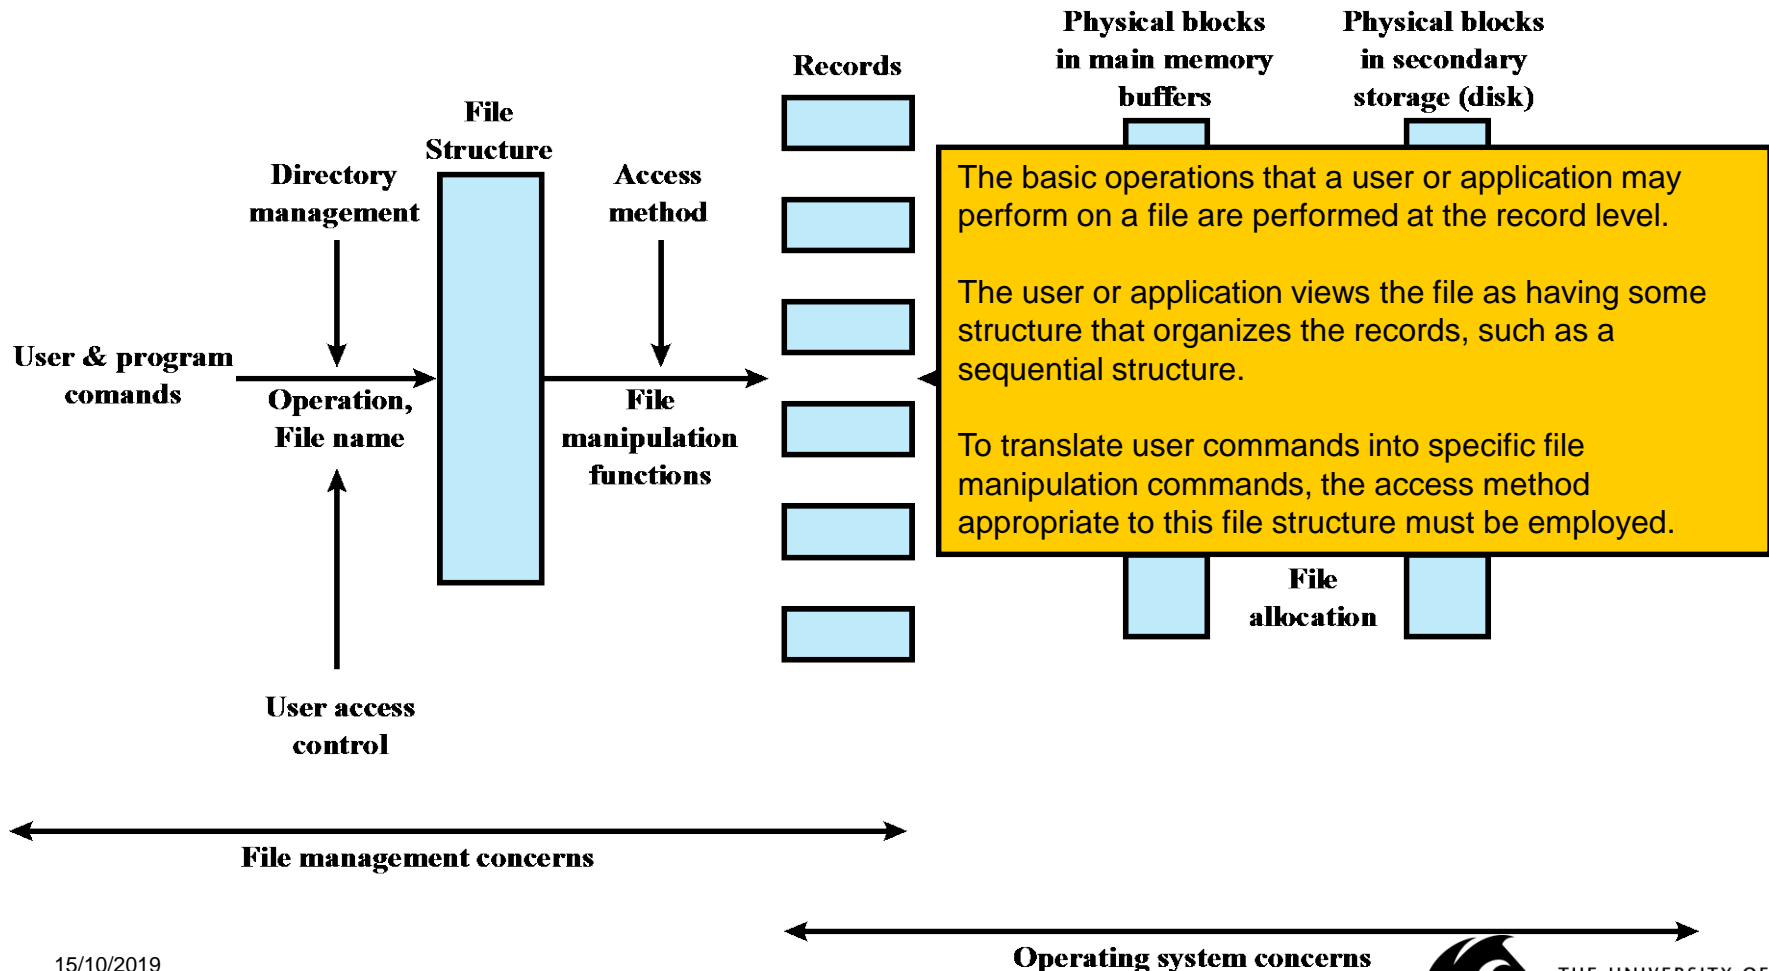 Physical blocks
in main memory
buffers
Physical blocks
in secondary
storage (disk)
Records
File
Structure
Directory
management
Access
method
The basic operations that a user or application may
perform on a file are performed at the record level.
The user or application views the file as having some
structure that organizes the records, such as a
sequential structure.
To translate user commands into specific file
manipulation commands, the access method
appropriate to this file structure must be employed.
User & program
comands
Operation,
File name
File
manipulation
functions
File
allocation
User access
control
File management concerns
Operating system concerns
15/10/2019
THE UNIVERSITY OF